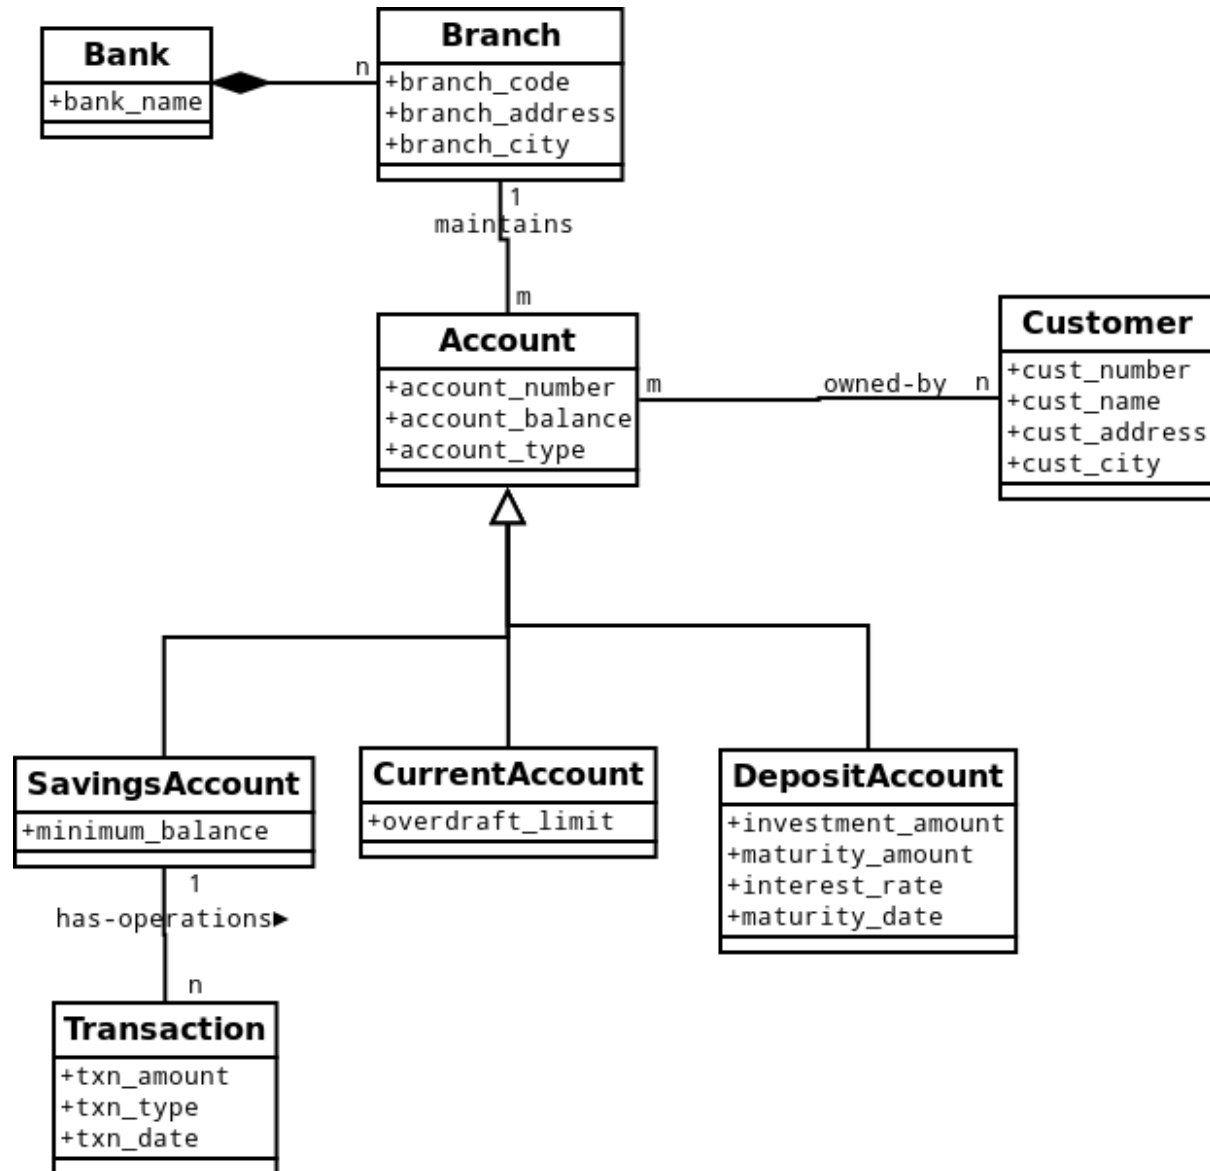 Bank
+bank_name
n
Branch
+branch_code
+branch_address
+branch_city
1
maintains
m
Account
+account_number
+account_balance
+account_type
m
owned-by
n
Customer
+cust_number
+cust_name
+cust_address
+cust_city
SavingsAccount
+minimum_balance
CurrentAccount
+overdraft_limit
DepositAccount
+investment_amount
+maturity_amount
+interest_rate
+maturity_date
1
has-operations▶
n
Transaction
+txn_amount
+txn_type
+txn_date